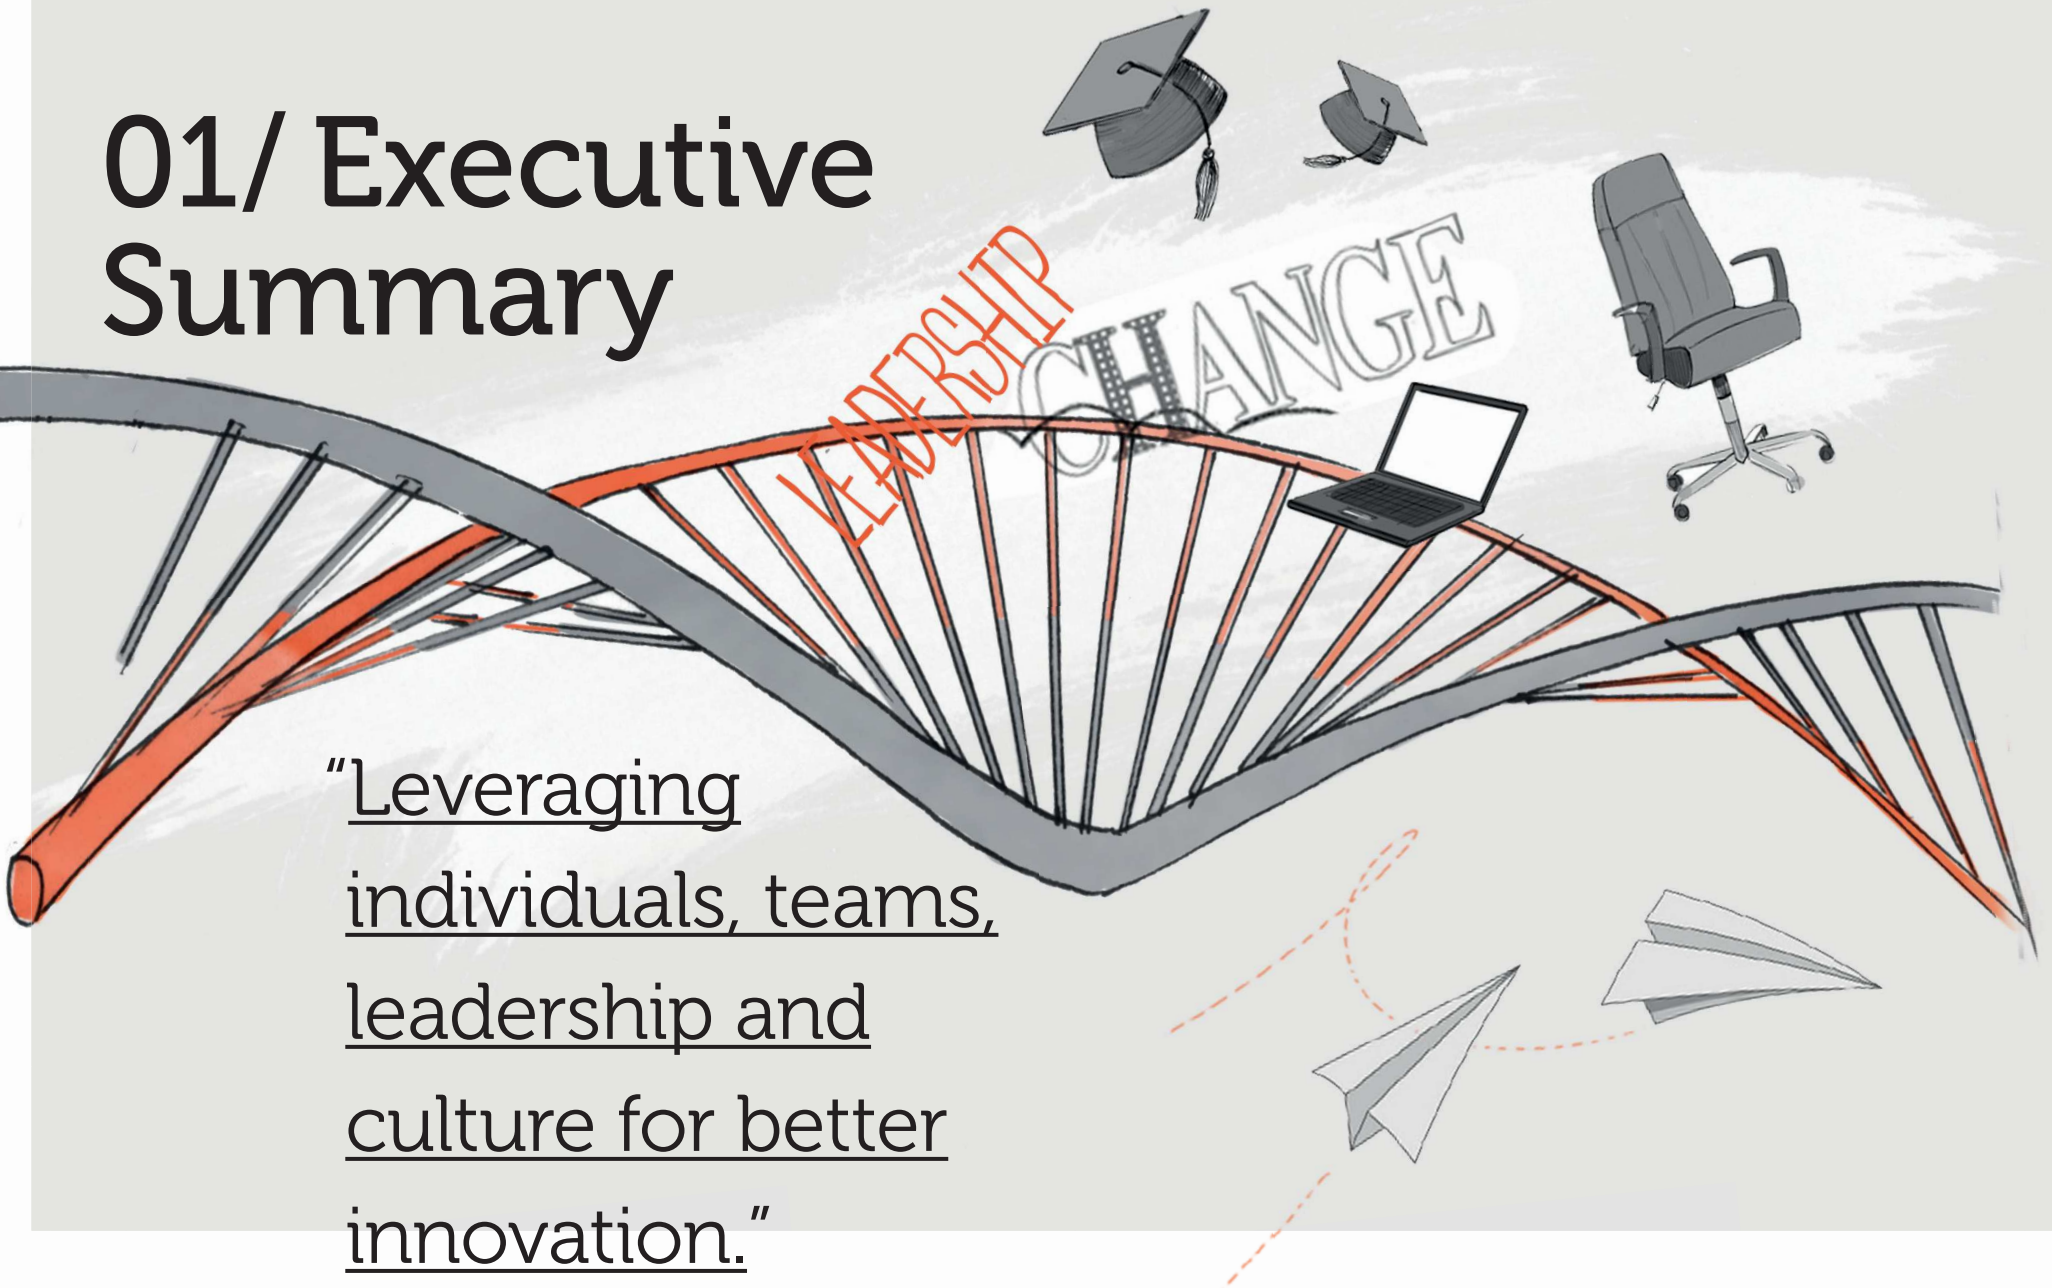 01/ Executive
Summary
LEADERSHIP
CHANGE
“Leveraging
individuals, teams,
leadership and
culture for better
innovation.”